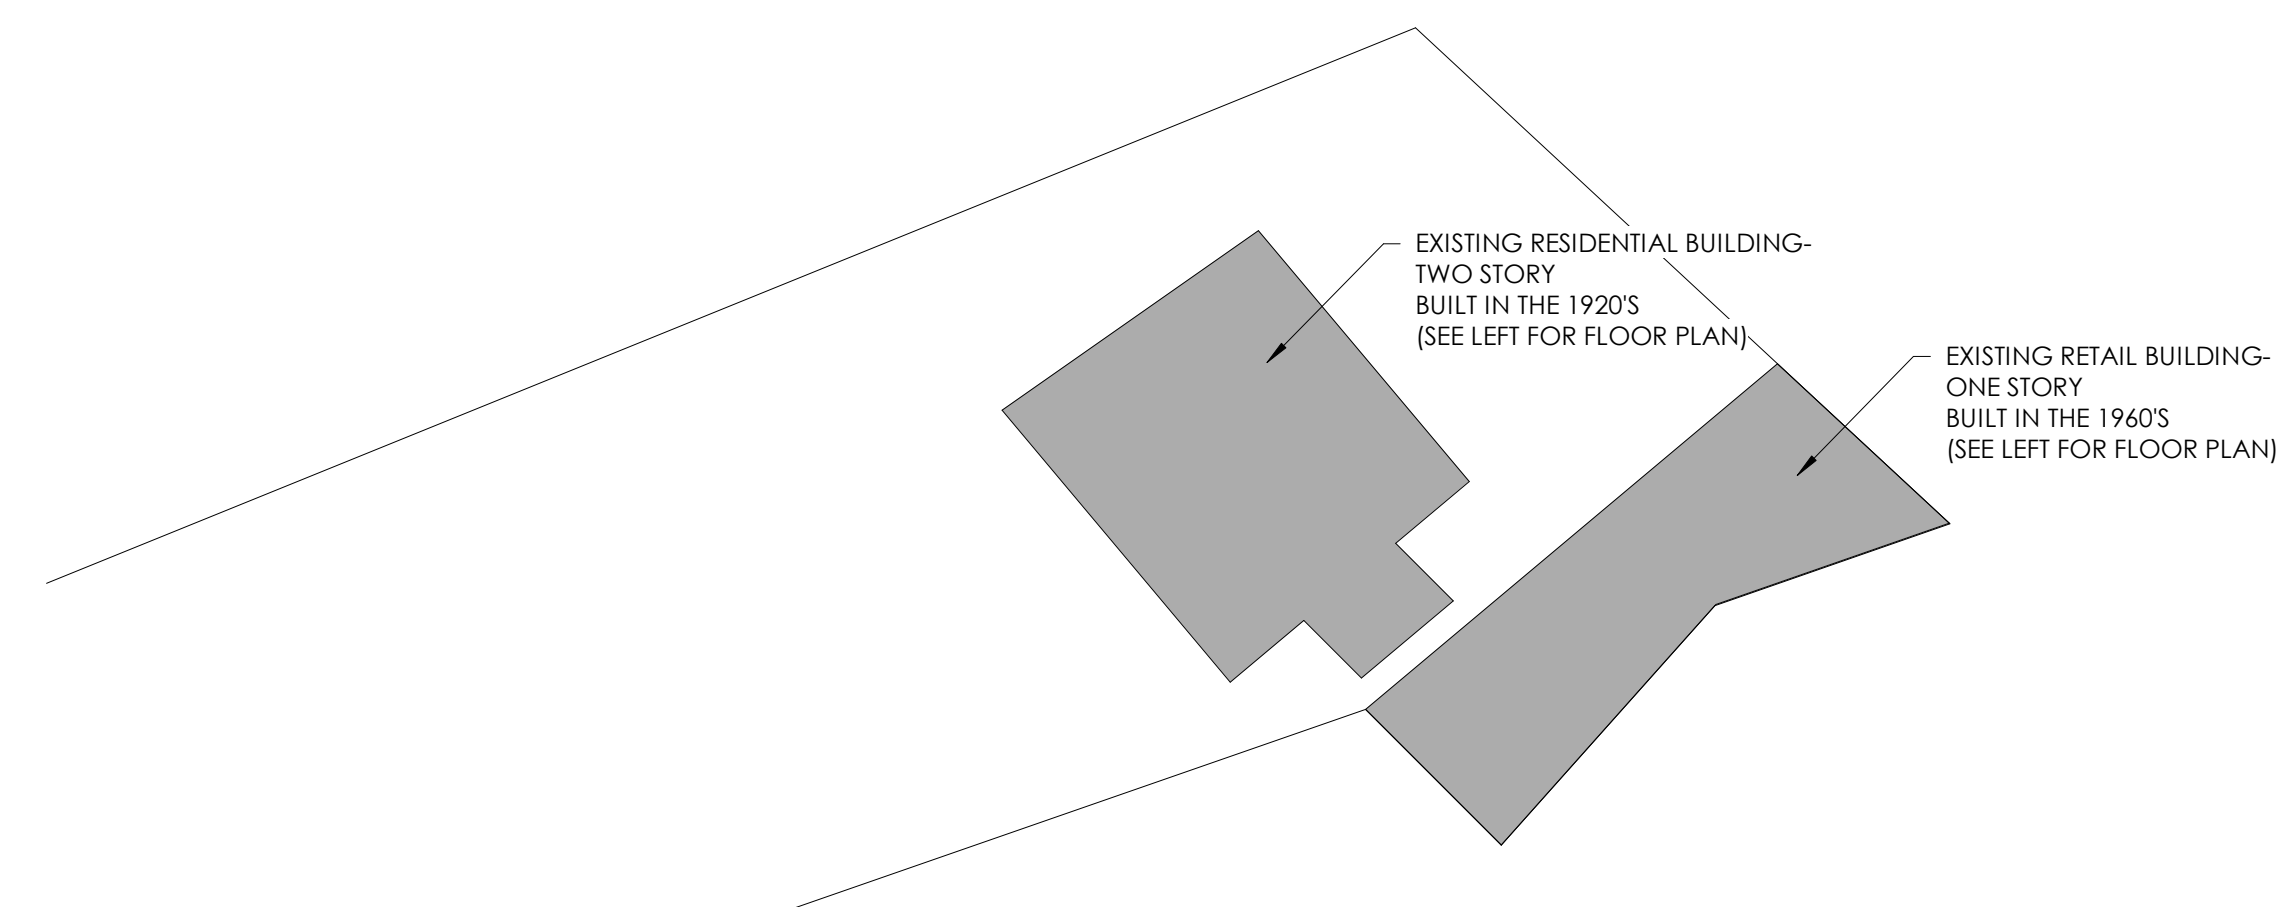 EXISTING RESIDENTIAL BUILDING-
TWO STORY
BUILT IN THE 1920'S
(SEE LEFT FOR FLOOR PLAN)
EXISTING RETAIL BUILDING-
ONE STORY
BUILT IN THE 1960'S
(SEE LEFT FOR FLOOR PLAN)